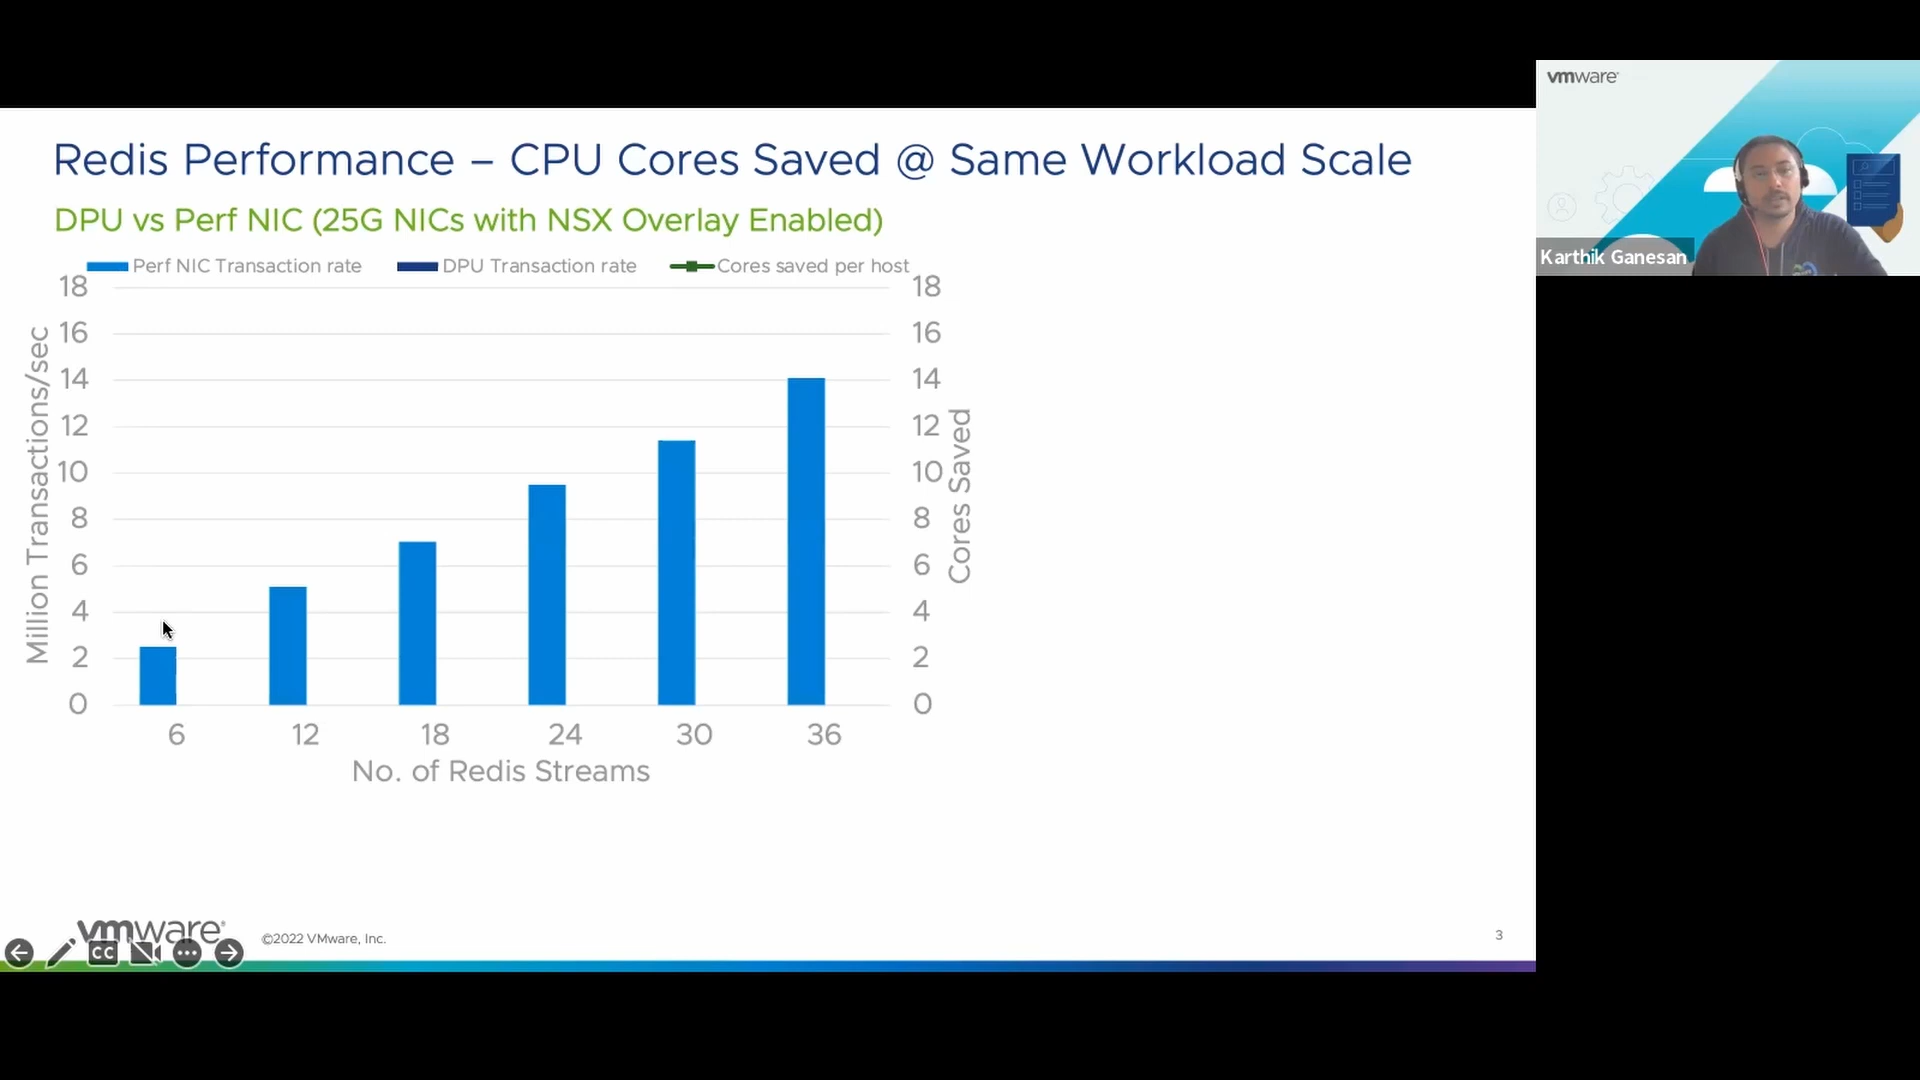 Redis Performance – CPU Cores Saved @ Same Workload Scale
DPU vs Perf NIC (25G NICs with NSX Overlay Enabled)
Perf NIC Transaction rate DPU Transaction rate Cores saved per host
18 18
16 16
14 14
12 12
10 10
8 8
6 6
4 4
2 2
0 0
Million Transactions/sec
Cores Saved
6 12 18 24 30 36
No. of Redis Streams
vmware®
©2022 VMware, Inc.
3
CC
vmware®
Karthik Ganesan